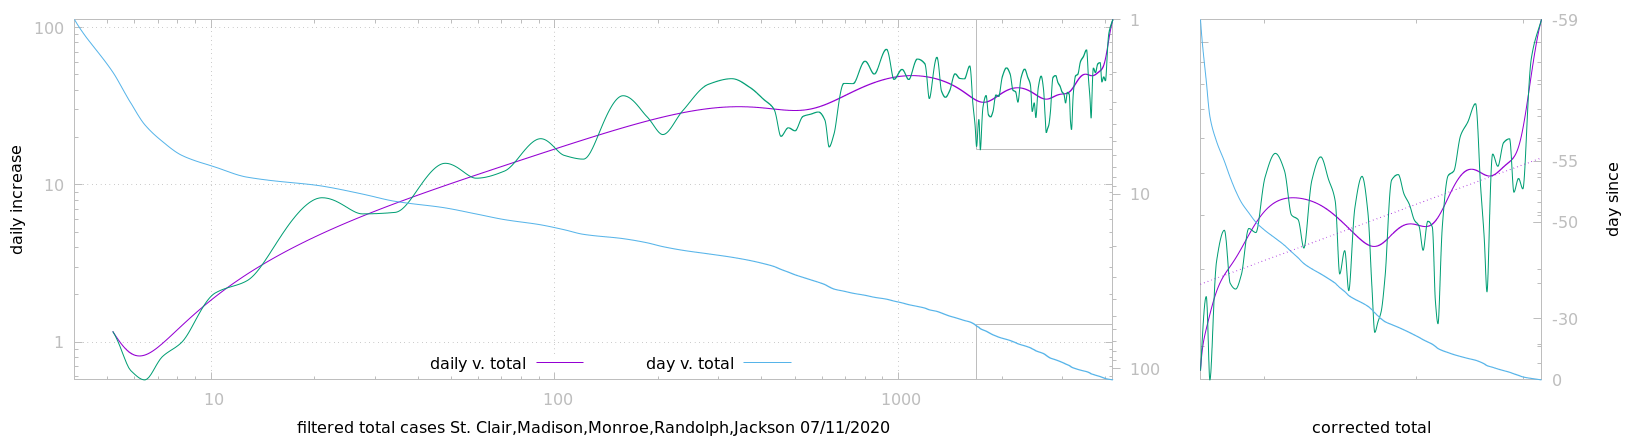 100
10
1
daily increase
10
100
1000
1
10
100
daily v. total
day v. total
filtered total cases St. Clair,Madison,Monroe,Randolph,Jackson 07/11/2020
-59
-55
-50
-30
0
day since
corrected total